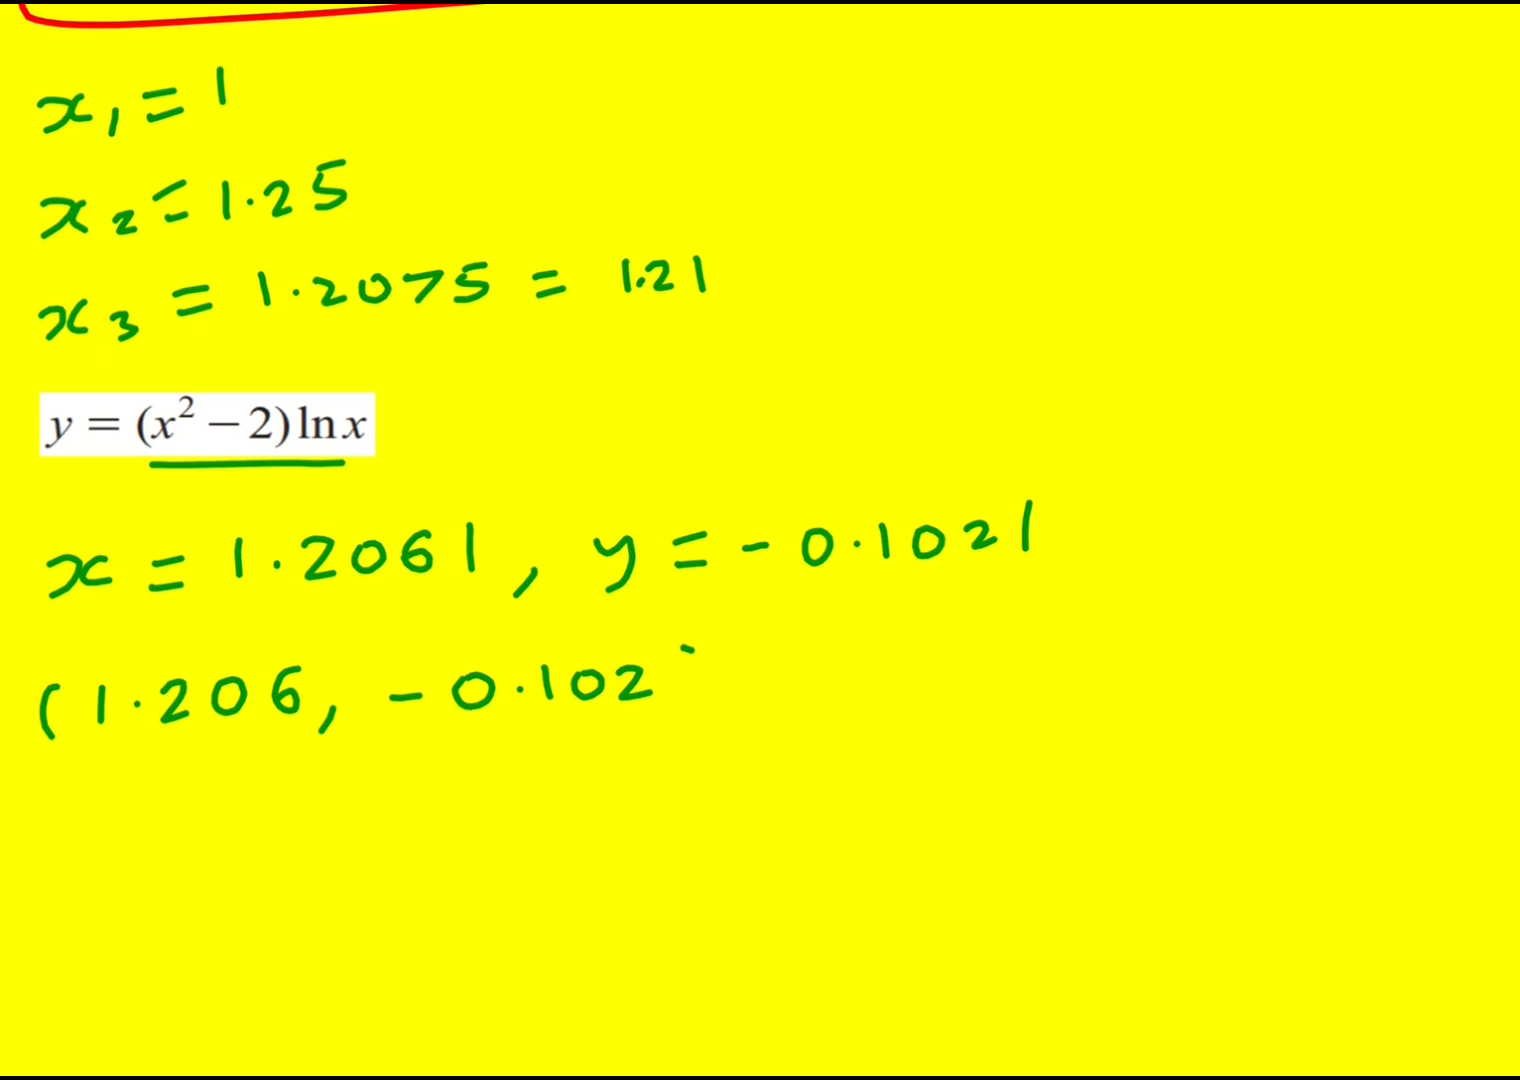 x₁ = 1
x₂ = 1.25
x₃ = 1.2075 = 1.21
y = (x² − 2) ln x
x = 1.2061, y = -0.1021
(1.206, -0.102